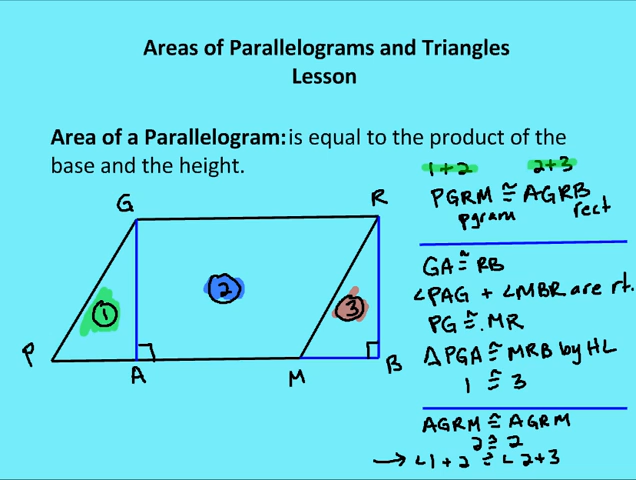 Areas of Parallelograms and Triangles
Lesson
Area of a Parallelogram: is equal to the product of the
base and the height.
1+2 2+3
PGRM ≅ AGRB
pgram rect
G R
1 2 3
P A M B
GA ≅ RB
∠PAG + ∠MBR are rt.
PG ≅ MR
△PGA ≅ MRB by HL
1 ≅ 3
AGRM ≅ AGRM
2 ≅ 2
→ ∠1+2 ≅ ∠2+3